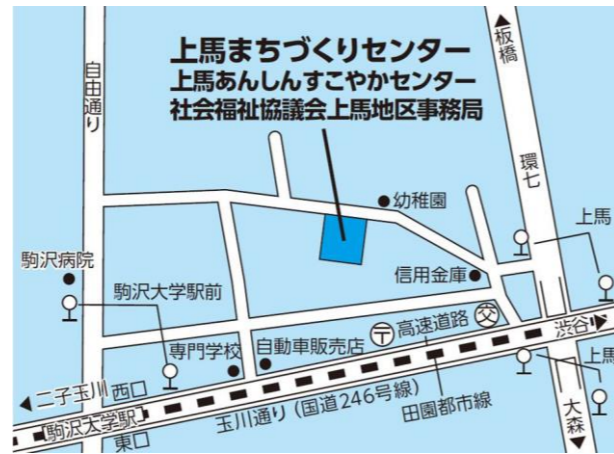 上馬まちづくりセンター
上馬あんしんすこやかセンター
社会福祉協議会上馬地区事務局
自由通り
板橋
環七
幼稚園
上馬
駒沢病院
駒沢大学駅前
信用金庫
専門学校
自動車販売店
〒
高速道路
交
渋谷
二子玉川
西口
駒沢大学駅
東口
玉川通り(国道246号線)
田園都市線
上馬
大森